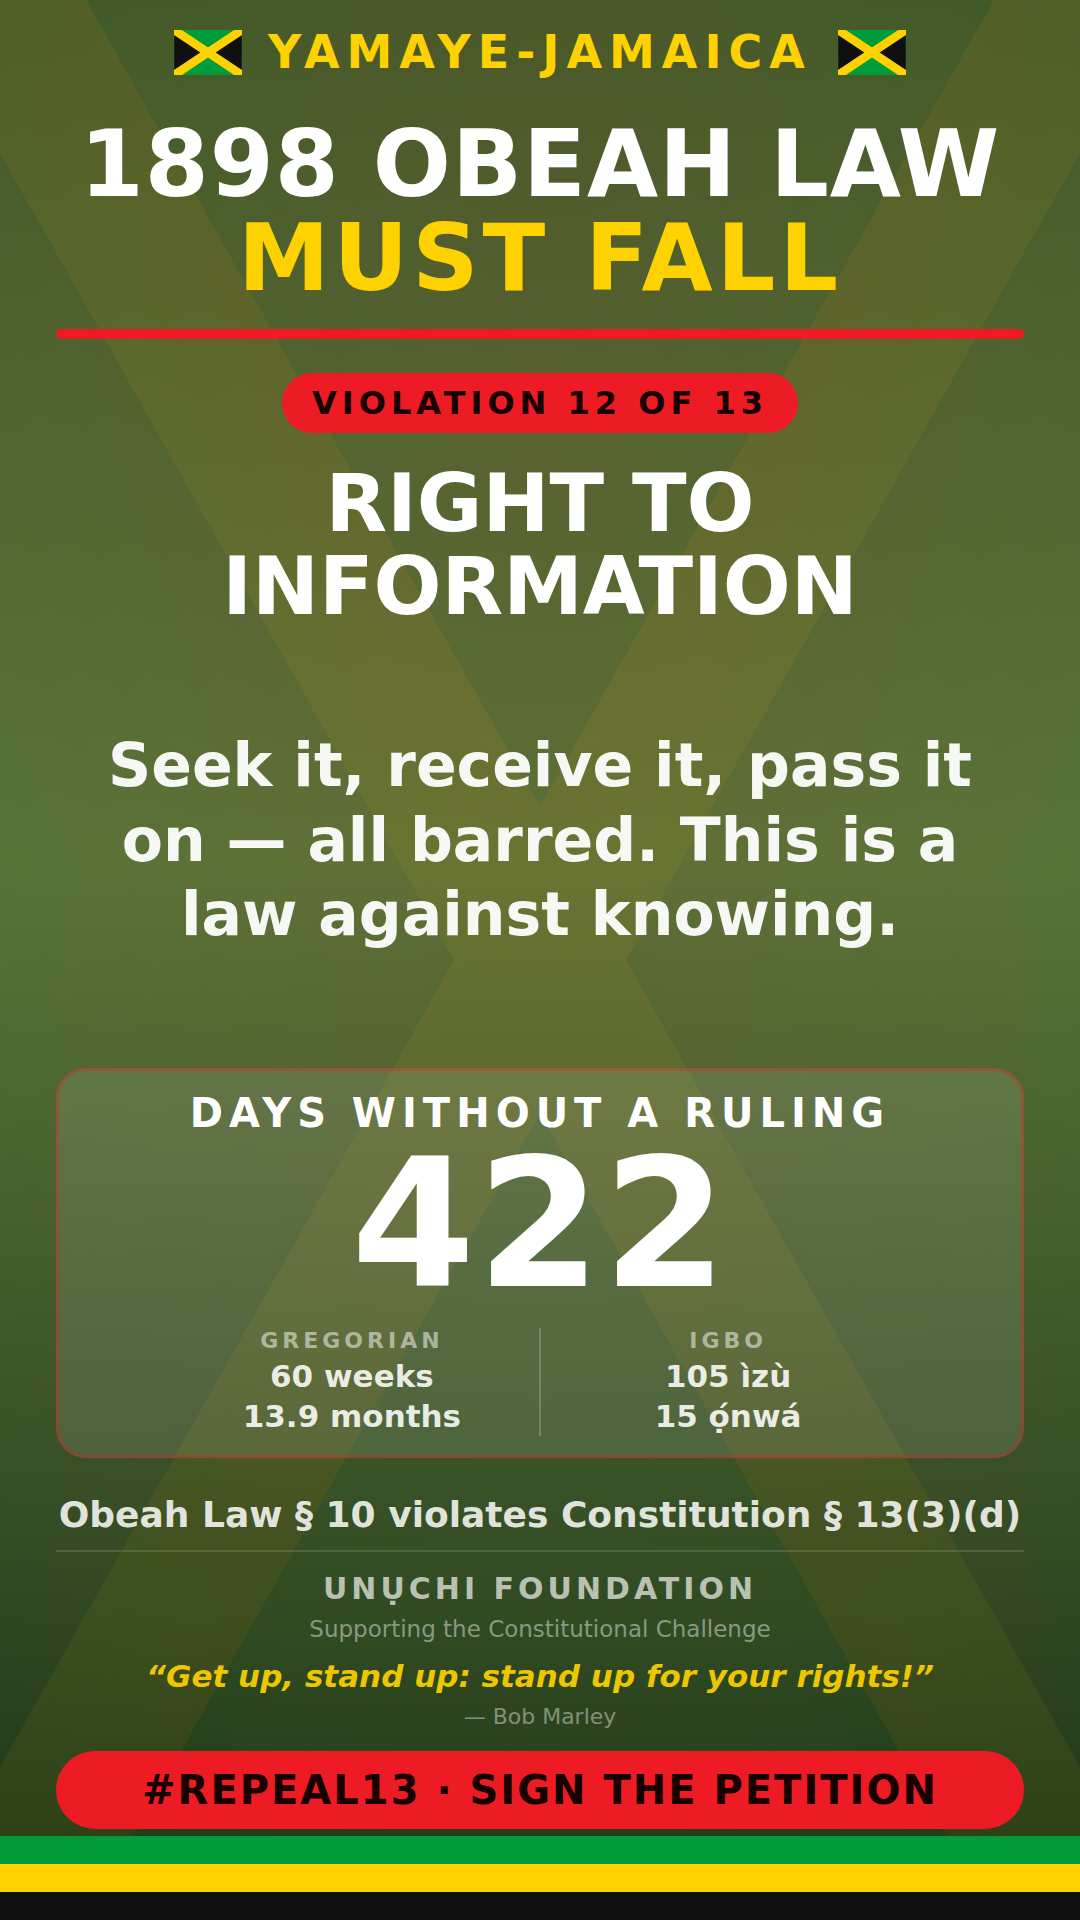 YAMAYE-JAMAICA
1898 OBEAH LAW
MUST FALL
VIOLATION 12 OF 13
RIGHT TO
INFORMATION
Seek it, receive it, pass it
on — all barred. This is a
law against knowing.
DAYS WITHOUT A RULING
422
GREGORIAN
60 weeks
13.9 months
IGBO
105 ìzù
15 ọ́nwá
Obeah Law § 10 violates Constitution § 13(3)(d)
UNỤCHI FOUNDATION
Supporting the Constitutional Challenge
“Get up, stand up: stand up for your rights!”
— Bob Marley
#REPEAL13 · SIGN THE PETITION